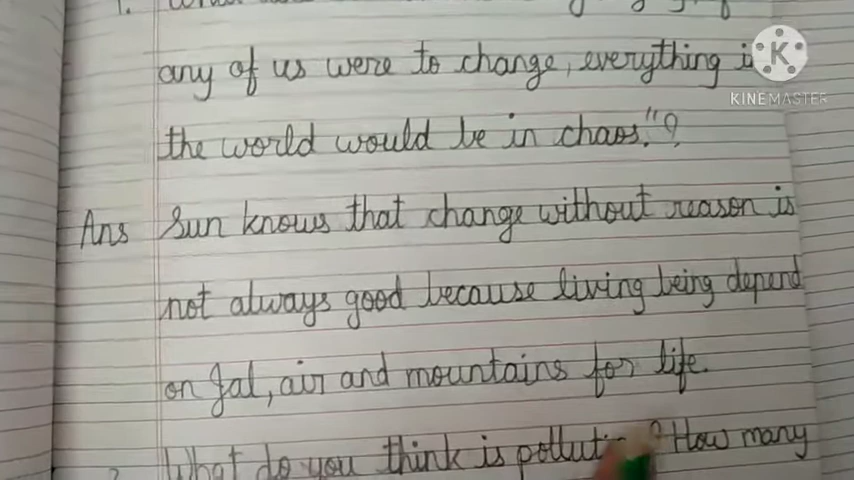 1.
any of us were to change, everything i
the world would be in chaos."?
Ans Sun knows that change without reason is
not always good because living being depend
on Jal, air and mountains for life.
What do you think is polluti ? How many
KINEMASTER